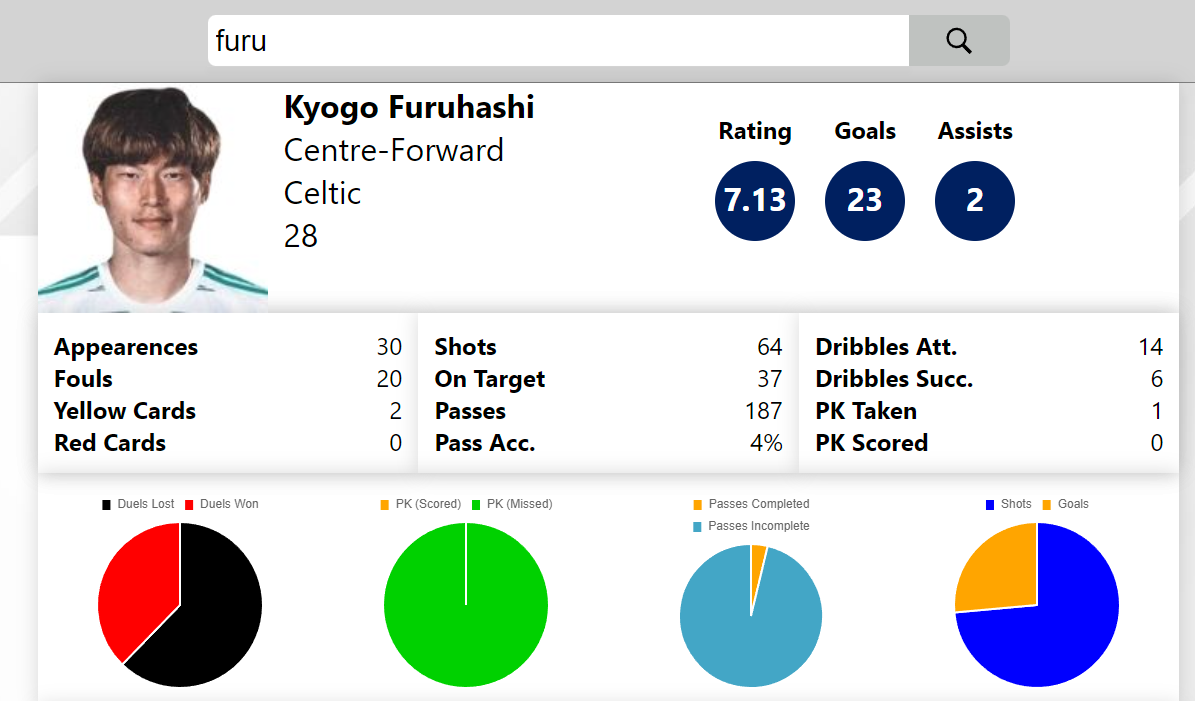 furu
Kyogo Furuhashi
Centre-Forward
Celtic
28
Rating Goals Assists
7.13 23 2
Appearences 30
Fouls 20
Yellow Cards 2
Red Cards 0
Shots 64
On Target 37
Passes 187
Pass Acc. 4%
Dribbles Att. 14
Dribbles Succ. 6
PK Taken 1
PK Scored 0
Duels Lost Duels Won
PK (Scored) PK (Missed)
Passes Completed
Passes Incomplete
Shots Goals